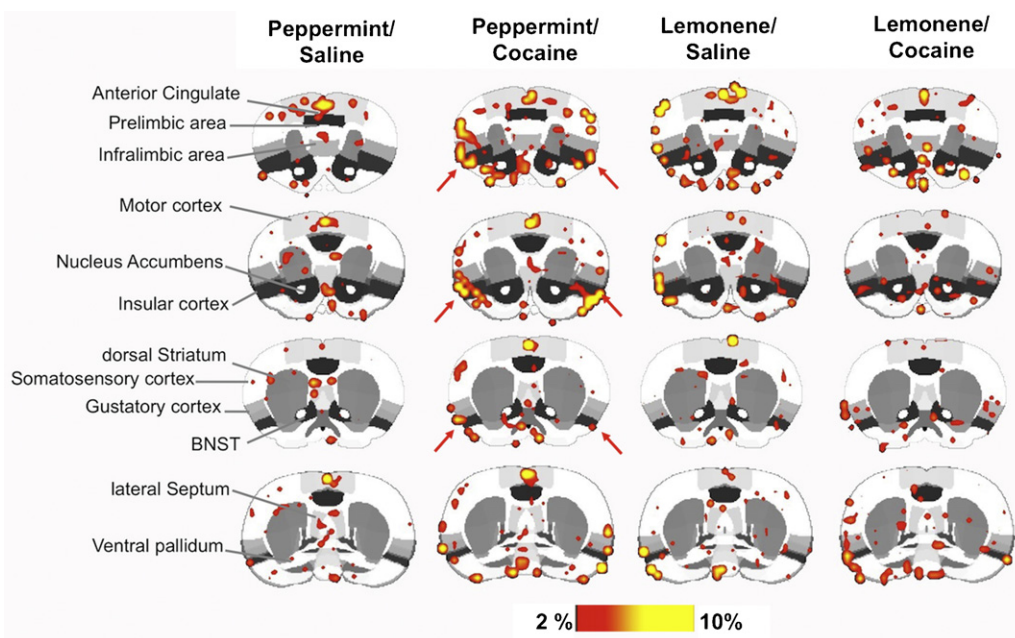 Peppermint/
Saline
Peppermint/
Cocaine
Lemonene/
Saline
Lemonene/
Cocaine
Anterior Cingulate
Prelimbic area
Infralimbic area
Motor cortex
Nucleus Accumbens
Insular cortex
dorsal Striatum
Somatosensory cortex
Gustatory cortex
BNST
lateral Septum
Ventral pallidum
2 % 10%